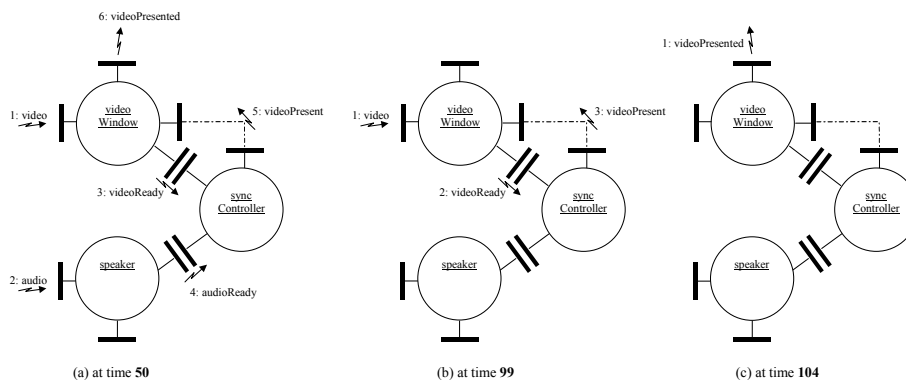 6: videoPresented
video
Window
1: video
5: videoPresent
3: videoReady
sync
Controller
speaker
2: audio
4: audioReady
(a) at time 50
video
Window
1: video
3: videoPresent
2: videoReady
sync
Controller
speaker
(b) at time 99
1: videoPresented
video
Window
sync
Controller
speaker
(c) at time 104